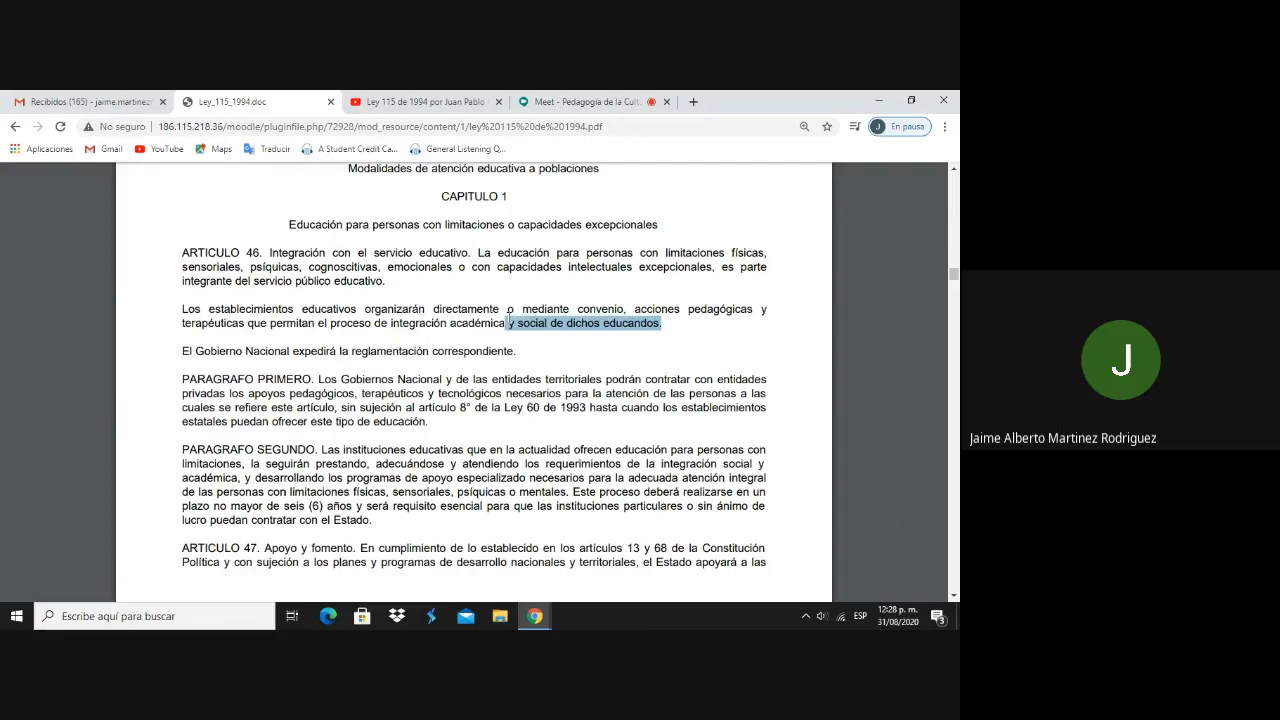 Recibidos (165) - jaime.martinez
Ley_115_1994.doc
Ley 115 de 1994 por Juan Pablo
Meet - Pedagogía de la Cult
No seguro
186.115.218.86/moodle/pluginfile.php/72928/mod_resource/content/1/ley%20115%20de%201994.pdf
En pausa
Aplicaciones
Gmail
YouTube
Maps
Traducir
A Student Credit Ca...
General Listening Q...
Modalidades de atención educativa a poblaciones
CAPITULO 1
Educación para personas con limitaciones o capacidades excepcionales
ARTICULO 46. Integración con el servicio educativo. La educación para personas con limitaciones físicas,
sensoriales, psíquicas, cognoscitivas, emocionales o con capacidades intelectuales excepcionales, es parte
integrante del servicio público educativo.
Los establecimientos educativos organizarán directamente o mediante convenio, acciones pedagógicas y
terapéuticas que permitan el proceso de integración académica y social de dichos educandos.
El Gobierno Nacional expedirá la reglamentación correspondiente.
PARAGRAFO PRIMERO. Los Gobiernos Nacional y de las entidades territoriales podrán contratar con entidades
privadas los apoyos pedagógicos, terapéuticos y tecnológicos necesarios para la atención de las personas a las
cuales se refiere este artículo, sin sujeción al artículo 8° de la Ley 60 de 1993 hasta cuando los establecimientos
estatales puedan ofrecer este tipo de educación.
PARAGRAFO SEGUNDO. Las instituciones educativas que en la actualidad ofrecen educación para personas con
limitaciones, la seguirán prestando, adecuándose y atendiendo los requerimientos de la integración social y
académica, y desarrollando los programas de apoyo especializado necesarios para la adecuada atención integral
de las personas con limitaciones físicas, sensoriales, psíquicas o mentales. Este proceso deberá realizarse en un
plazo no mayor de seis (6) años y será requisito esencial para que las instituciones particulares o sin ánimo de
lucro puedan contratar con el Estado.
ARTICULO 47. Apoyo y fomento. En cumplimiento de lo establecido en los artículos 13 y 68 de la Constitución
Política y con sujeción a los planes y programas de desarrollo nacionales y territoriales, el Estado apoyará a las
Escribe aquí para buscar
ESP
12:28 p. m.
31/08/2020
3
J
Jaime Alberto Martinez Rodriguez